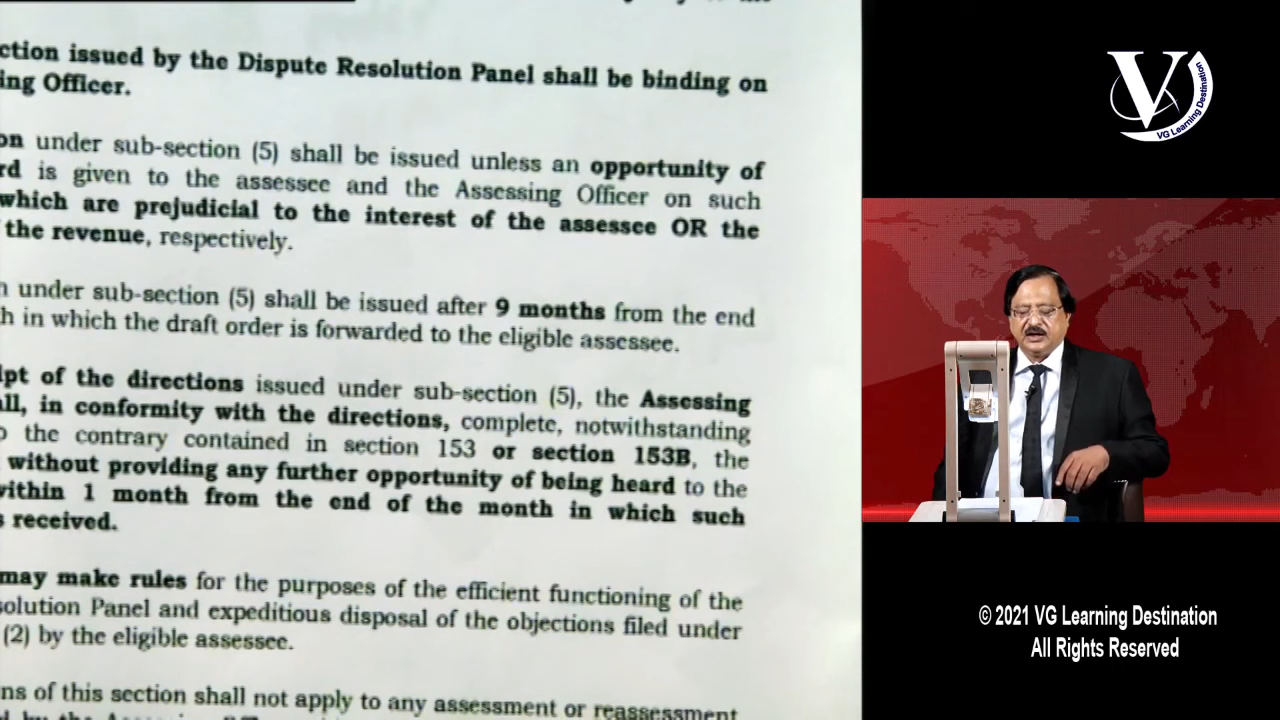 ction issued by the Dispute Resolution Panel shall be binding on
ing Officer.
on under sub-section (5) shall be issued unless an opportunity of
rd is given to the assessee and the Assessing Officer on such
which are prejudicial to the interest of the assessee OR the
the revenue, respectively.
n under sub-section (5) shall be issued after 9 months from the end
h in which the draft order is forwarded to the eligible assessee.
ipt of the directions issued under sub-section (5), the Assessing
all, in conformity with the directions, complete, notwithstanding
o the contrary contained in section 153 or section 153B, the
without providing any further opportunity of being heard to the
within 1 month from the end of the month in which such
s received.
may make rules for the purposes of the efficient functioning of the
solution Panel and expeditious disposal of the objections filed under
(2) by the eligible assessee.
ns of this section shall not apply to any assessment or reassessment
V
VG Learning Destination
© 2021 VG Learning Destination
All Rights Reserved